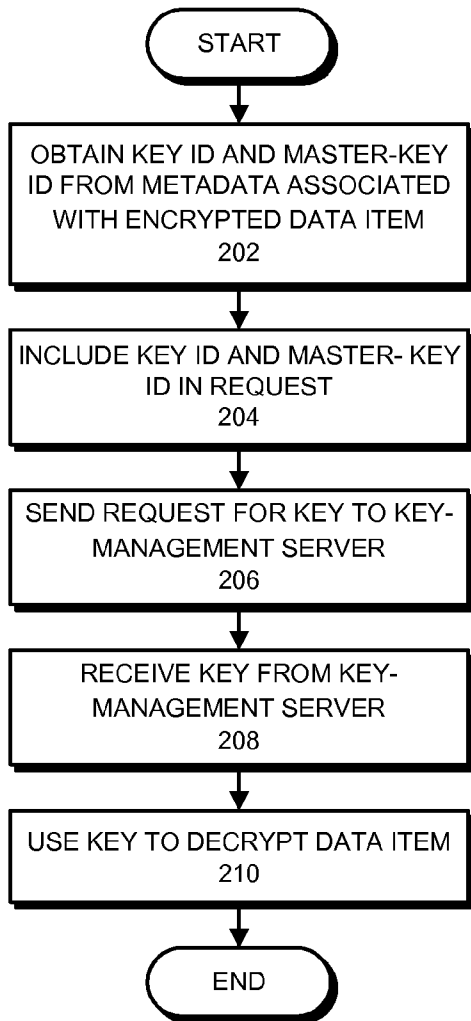 START
OBTAIN KEY ID AND MASTER-KEY
ID FROM METADATA ASSOCIATED
WITH ENCRYPTED DATA ITEM
202
INCLUDE KEY ID AND MASTER- KEY
ID IN REQUEST
204
SEND REQUEST FOR KEY TO KEY-
MANAGEMENT SERVER
206
RECEIVE KEY FROM KEY-
MANAGEMENT SERVER
208
USE KEY TO DECRYPT DATA ITEM
210
END